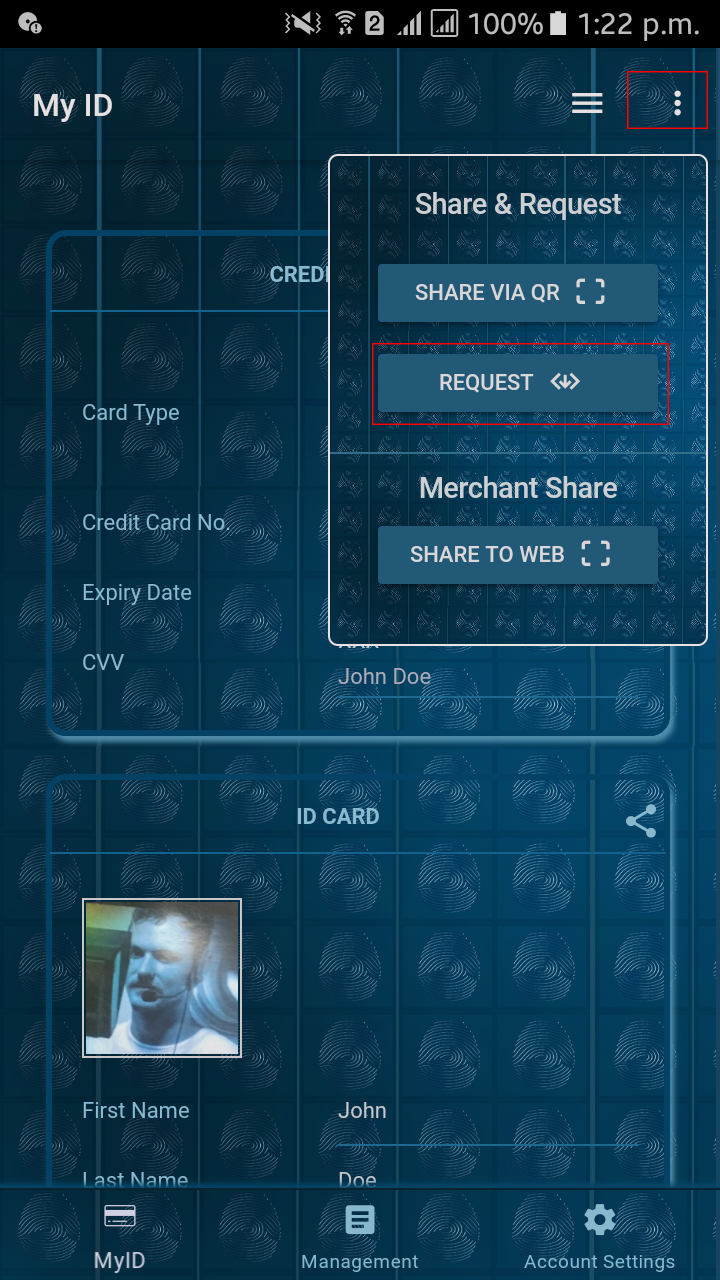 2 100% 1:22 p.m.
My ID
Share & Request
CREDI
SHARE VIA QR
REQUEST
Card Type
Merchant Share
Credit Card No.
SHARE TO WEB
Expiry Date
CVV
John Doe
ID CARD
First Name John
Last Name Doe
MyID Management Account Settings